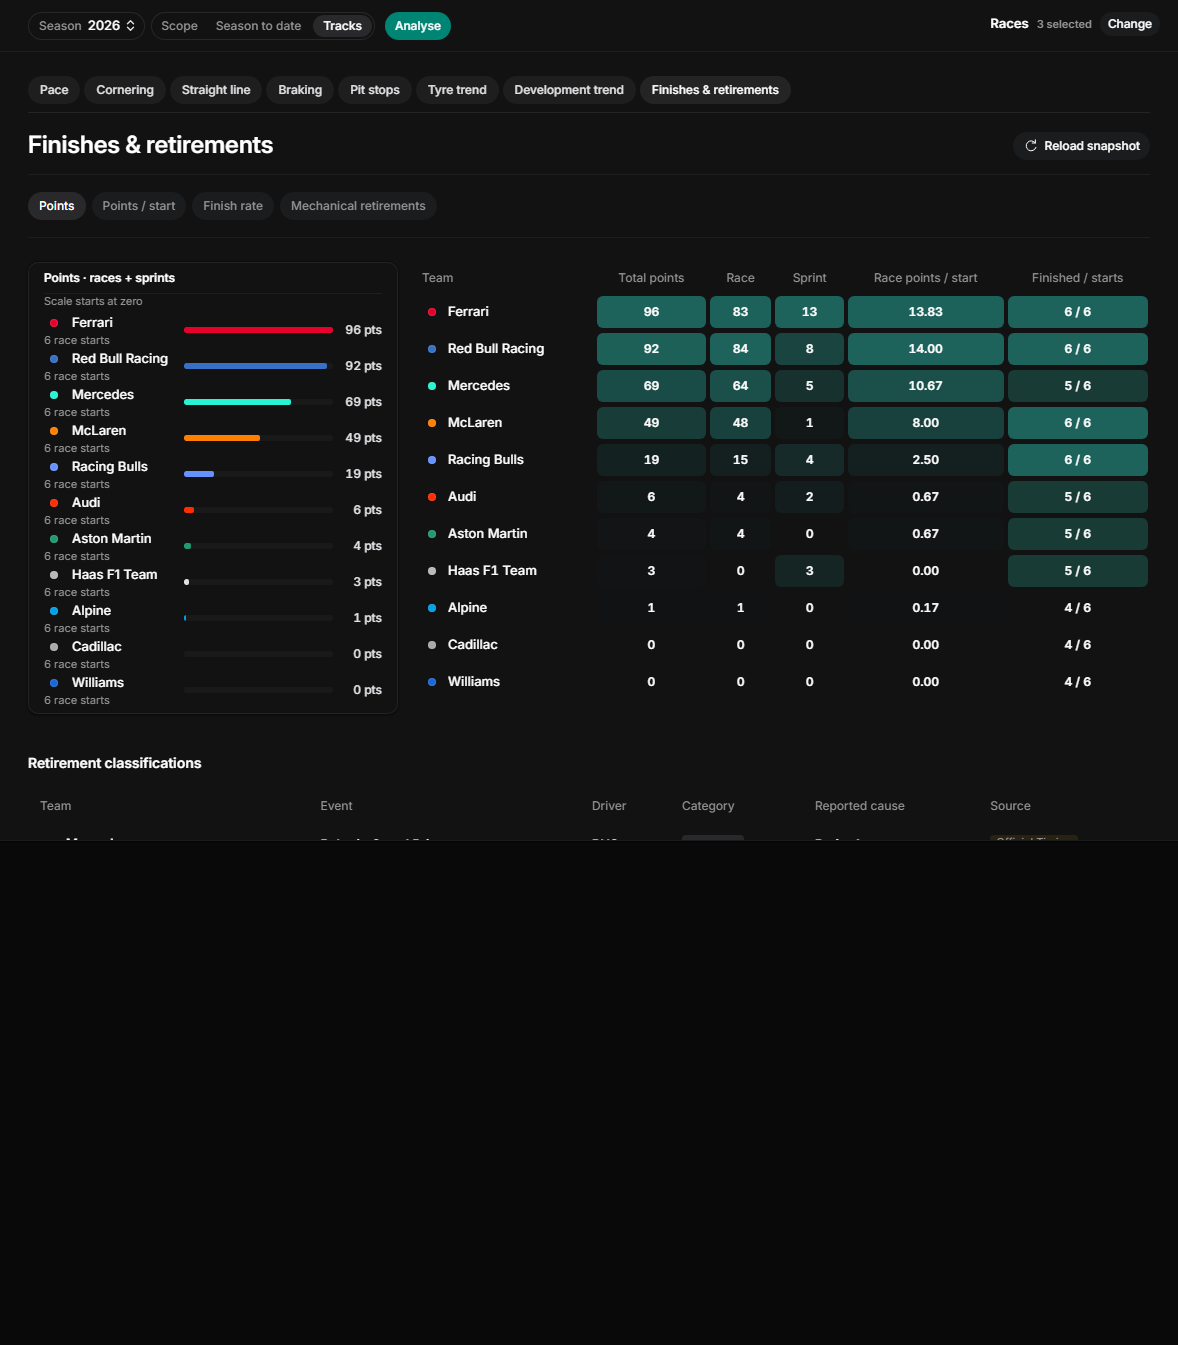 Season 2026 Scope Season to date Tracks Analyse Races 3 selected Change
Pace Cornering Straight line Braking Pit stops Tyre trend Development trend Finishes & retirements
Finishes & retirements Reload snapshot
Points Points / start Finish rate Mechanical retirements
Points · races + sprints
Scale starts at zero
Ferrari 96 pts
6 race starts
Red Bull Racing 92 pts
6 race starts
Mercedes 69 pts
6 race starts
McLaren 49 pts
6 race starts
Racing Bulls 19 pts
6 race starts
Audi 6 pts
6 race starts
Aston Martin 4 pts
6 race starts
Haas F1 Team 3 pts
6 race starts
Alpine 1 pts
6 race starts
Cadillac 0 pts
6 race starts
Williams 0 pts
6 race starts
Team Total points Race Sprint Race points / start Finished / starts
Ferrari 96 83 13 13.83 6 / 6
Red Bull Racing 92 84 8 14.00 6 / 6
Mercedes 69 64 5 10.67 5 / 6
McLaren 49 48 1 8.00 6 / 6
Racing Bulls 19 15 4 2.50 6 / 6
Audi 6 4 2 0.67 5 / 6
Aston Martin 4 4 0 0.67 5 / 6
Haas F1 Team 3 0 3 0.00 5 / 6
Alpine 1 1 0 0.17 4 / 6
Cadillac 0 0 0 0.00 4 / 6
Williams 0 0 0 0.00 4 / 6
Retirement classifications
Team Event Driver Category Reported cause Source